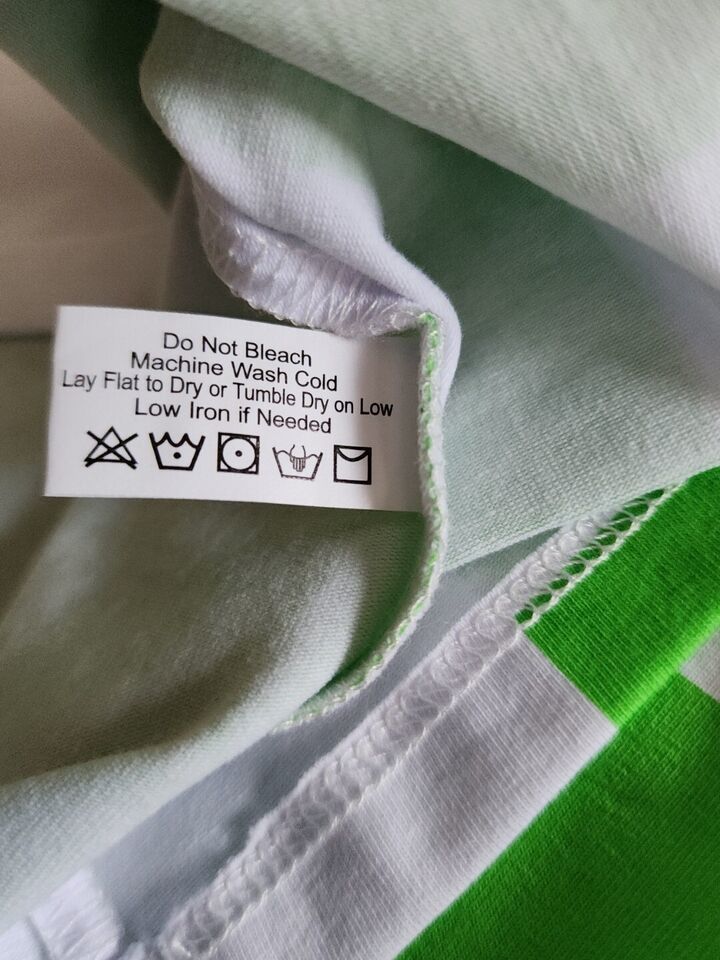 Do Not Bleach
Machine Wash Cold
Lay Flat to Dry or Tumble Dry on Low
Low Iron if Needed